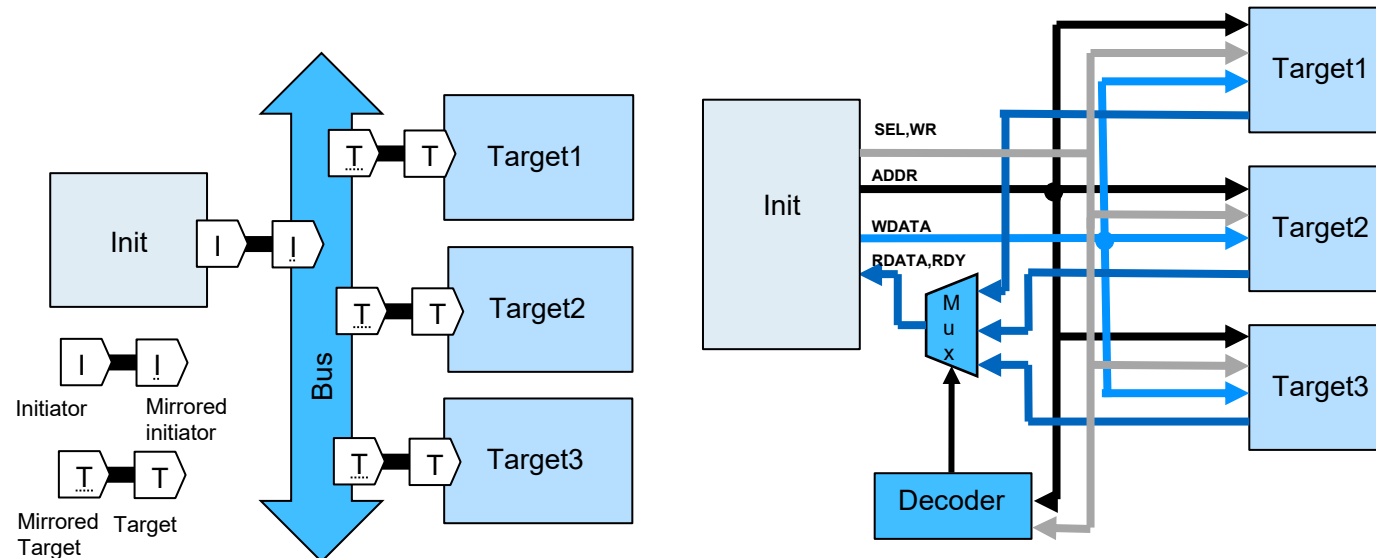 Init
I
I
T
T
Target1
T
T
Target2
T
T
Target3
Bus
I
I
Initiator
Mirrored
initiator
T
T
Mirrored
Target
Target
Init
SEL,WR
ADDR
WDATA
RDATA,RDY
M
u
x
Decoder
Target1
Target2
Target3